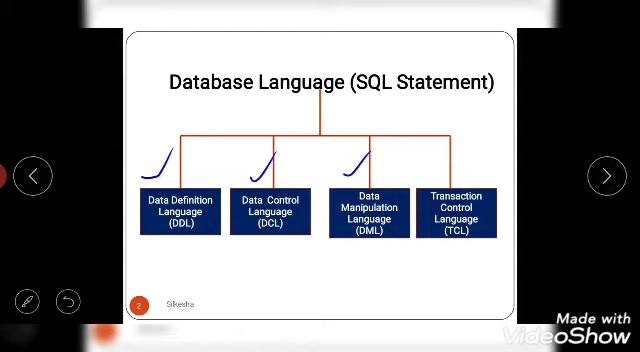 Database Language (SQL Statement)
Data Definition
Language
(DDL)
Data Control
Language
(DCL)
Data
Manipulation
Language
(DML)
Transaction
Control
Language
(TCL)
2
Silkesha
Made with
VideoShow